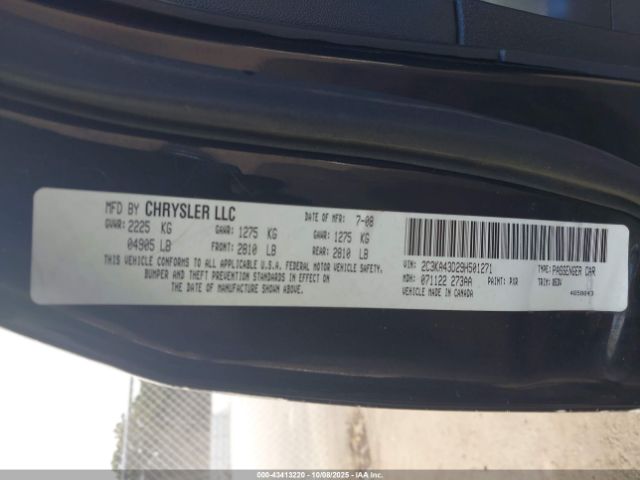 MFD BY CHRYSLER LLC
DATE OF MFR: 7-08
GVWR: 2225 KG
04905 LB
GAWR: 1275 KG
FRONT: 2810 LB
GAWR: 1275 KG
REAR: 2810 LB
THIS VEHICLE CONFORMS TO ALL APPLICABLE U.S.A. FEDERAL MOTOR VEHICLE SAFETY,
BUMPER AND THEFT PREVENTION STANDARDS IN EFFECT ON
THE DATE OF MANUFACTURE SHOWN ABOVE.
VIN: 2C3KA43D29H501271
TYPE: PASSENGER CAR
MDH: 071122 273AA
PAINT: PXR
TRIM:
VEHICLE MADE IN CANADA
000-43413220 | 10/08/2025 - IAA Inc.